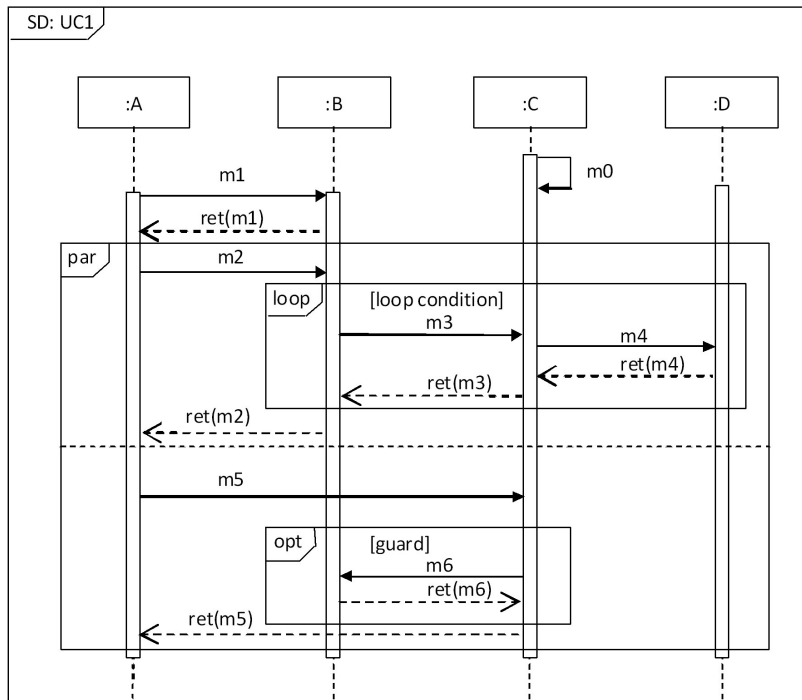 SD: UC1
:A
:B
:C
:D
m0
m1
ret(m1)
par
m2
loop
[loop condition]
m3
m4
ret(m4)
ret(m3)
ret(m2)
m5
opt
[guard]
m6
ret(m6)
ret(m5)